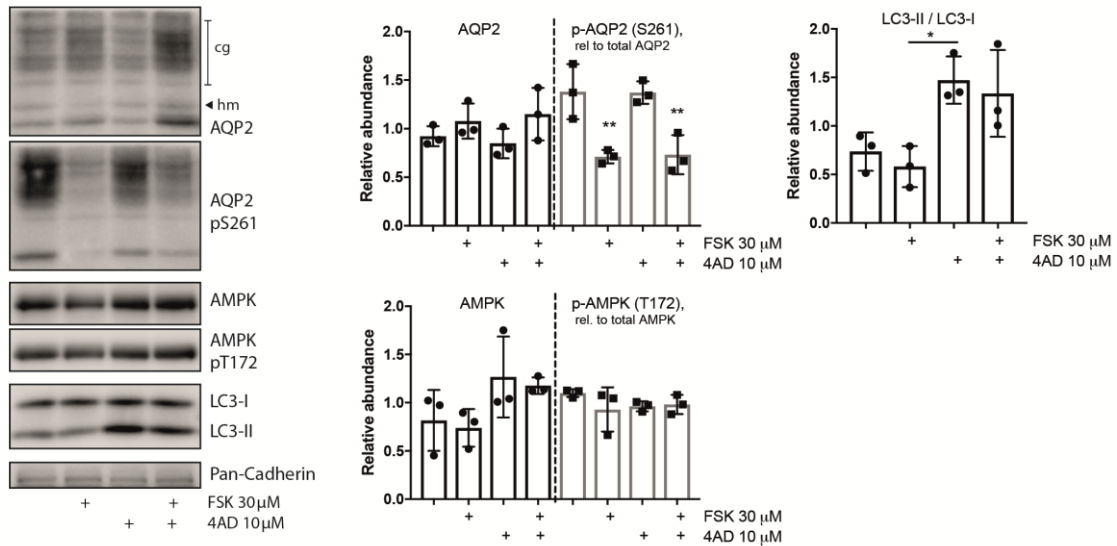 cg
◄ hm
AQP2
AQP2
pS261
AMPK
AMPK
pT172
LC3-I
LC3-II
Pan-Cadherin
+ + FSK 30 µM
+ + 4AD 10 µM
AQP2
p-AQP2 (S261),
rel to total AQP2
Relative abundance
2.0
1.5
1.0
0.5
0.0
**
**
+ + + + FSK 30 µM
+ + + + 4AD 10 µM
LC3-II / LC3-I
*
Relative abundance
2.0
1.5
1.0
0.5
0.0
+ + FSK 30 µM
+ + 4AD 10 µM
AMPK
p-AMPK (T172),
rel. to total AMPK
Relative abundance
2.0
1.5
1.0
0.5
0.0
+ + + + FSK 30 µM
+ + + + 4AD 10 µM